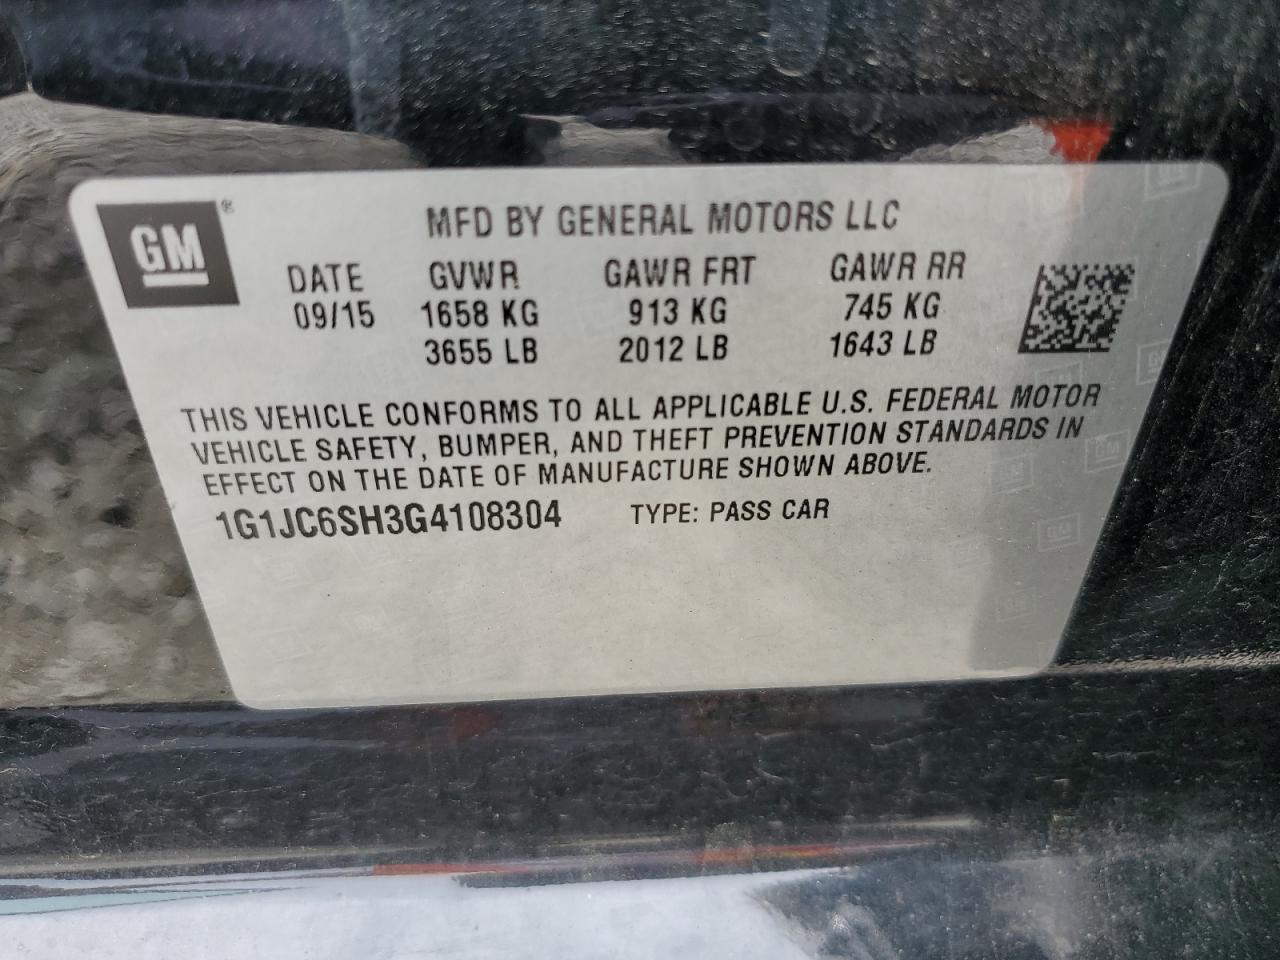 GM ®
MFD BY GENERAL MOTORS LLC
DATE GVWR GAWR FRT GAWR RR
09/15 1658 KG 913 KG 745 KG
3655 LB 2012 LB 1643 LB
THIS VEHICLE CONFORMS TO ALL APPLICABLE U.S. FEDERAL MOTOR
VEHICLE SAFETY, BUMPER, AND THEFT PREVENTION STANDARDS IN
EFFECT ON THE DATE OF MANUFACTURE SHOWN ABOVE.
1G1JC6SH3G4108304 TYPE: PASS CAR